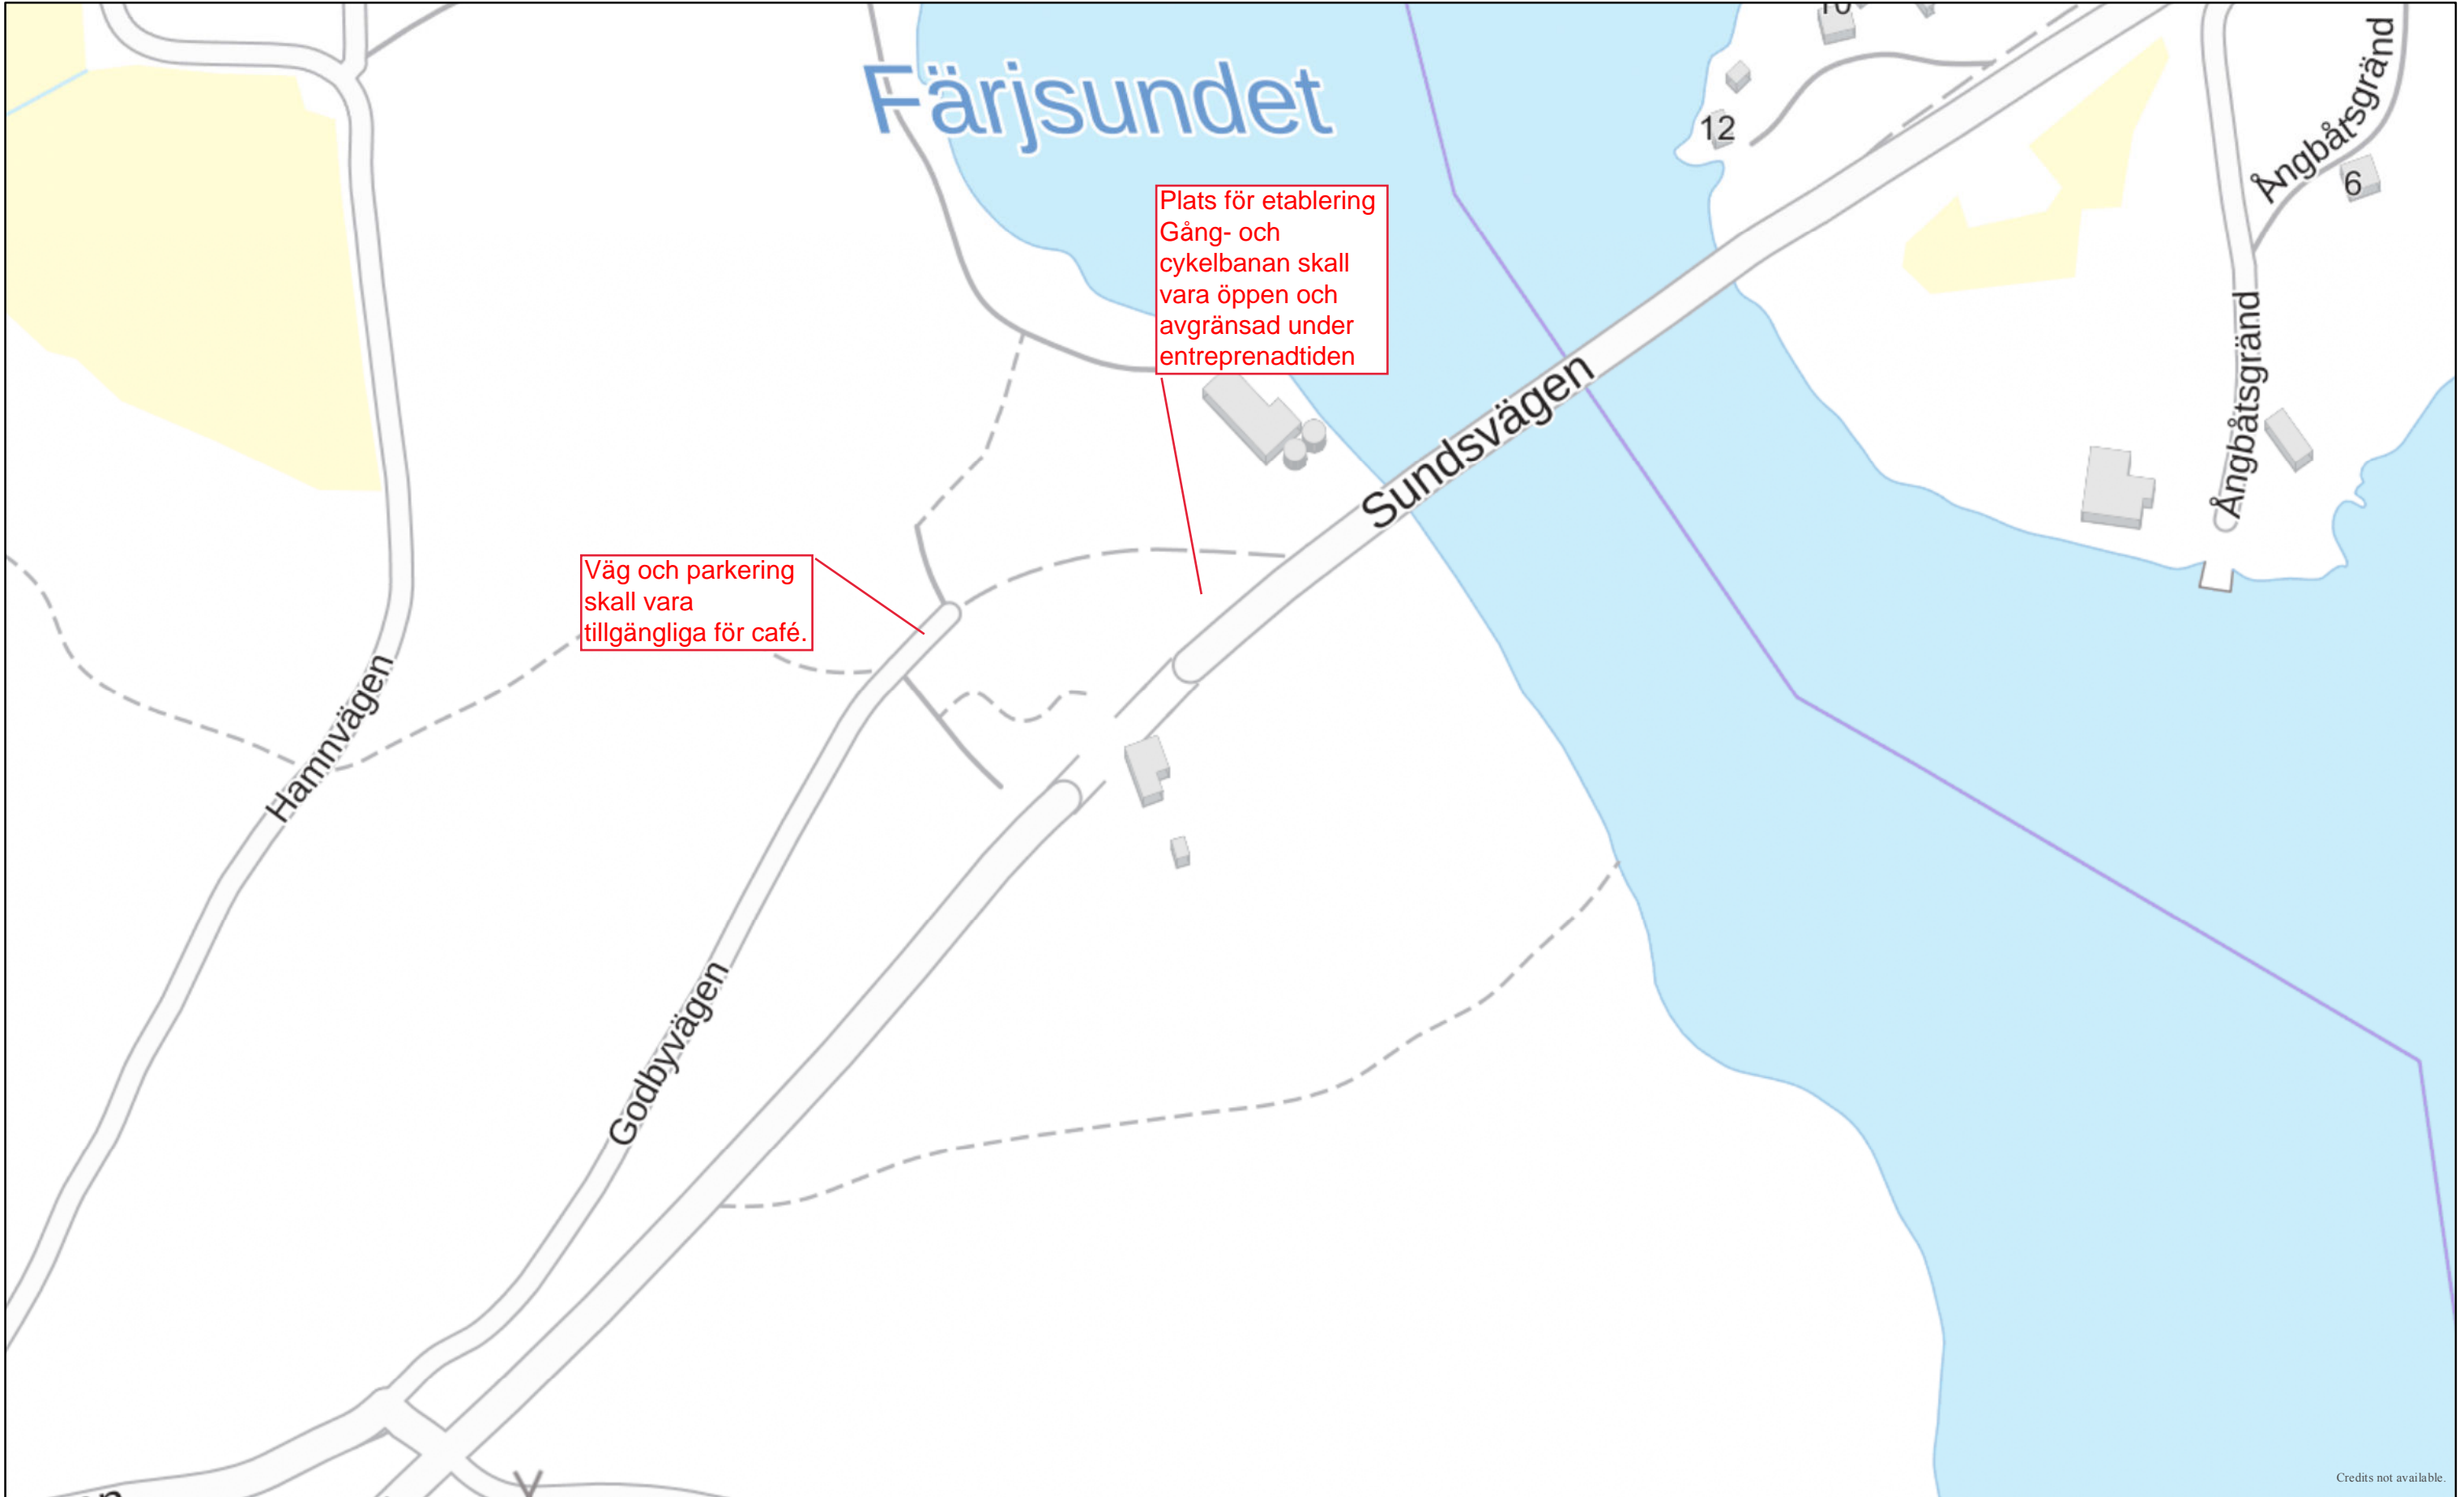 10
Färjsundet
12
Ångbåtsgränd
6
Plats för etablering
Gång- och
cykelbanan skall
vara öppen och
avgränsad under
entreprenadtiden
Sundsvägen
Ångbåtsgränd
Väg och parkering
skall vara
tillgängliga för café.
Hamnvägen
Godbyvägen
Credits not available.